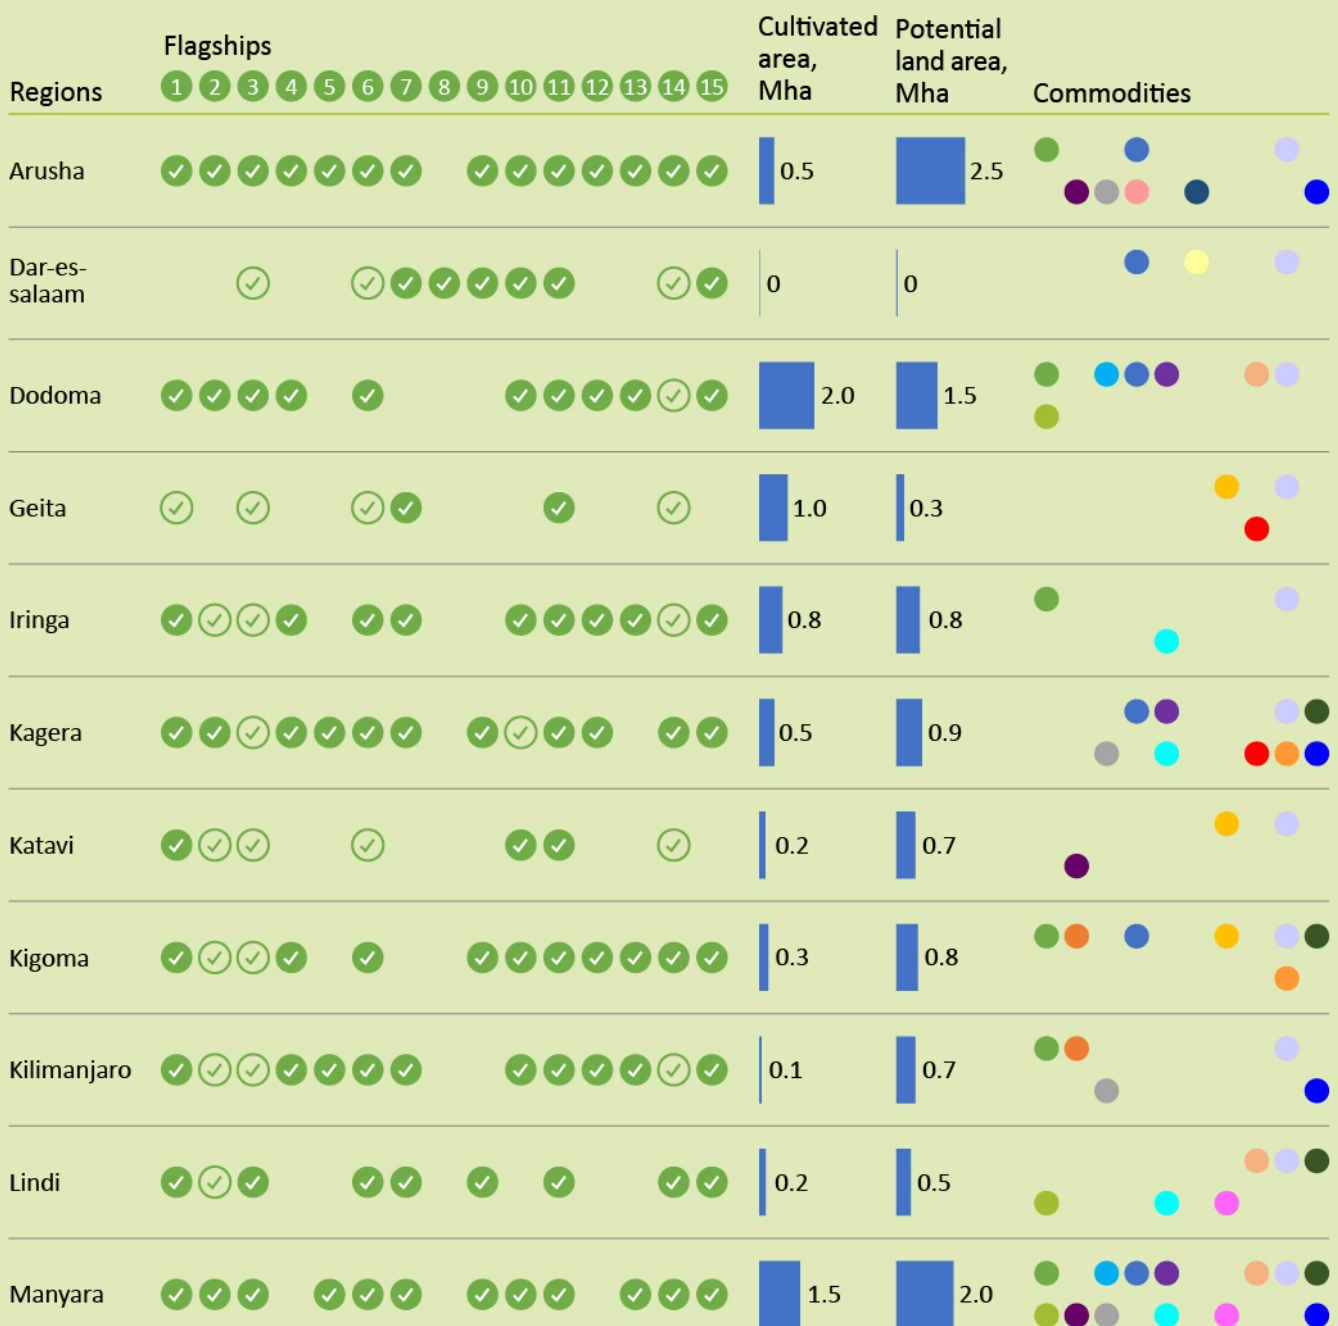 Flagships
Cultivated area, Mha
Potential land area, Mha
Regions
1 2 3 4 5 6 7 8 9 10 11 12 13 14 15
Commodities
Arusha 0.5 2.5
Dar-es-
salaam 0 0
Dodoma 2.0 1.5
Geita 1.0 0.3
Iringa 0.8 0.8
Kagera 0.5 0.9
Katavi 0.2 0.7
Kigoma 0.3 0.8
Kilimanjaro 0.1 0.7
Lindi 0.2 0.5
Manyara 1.5 2.0